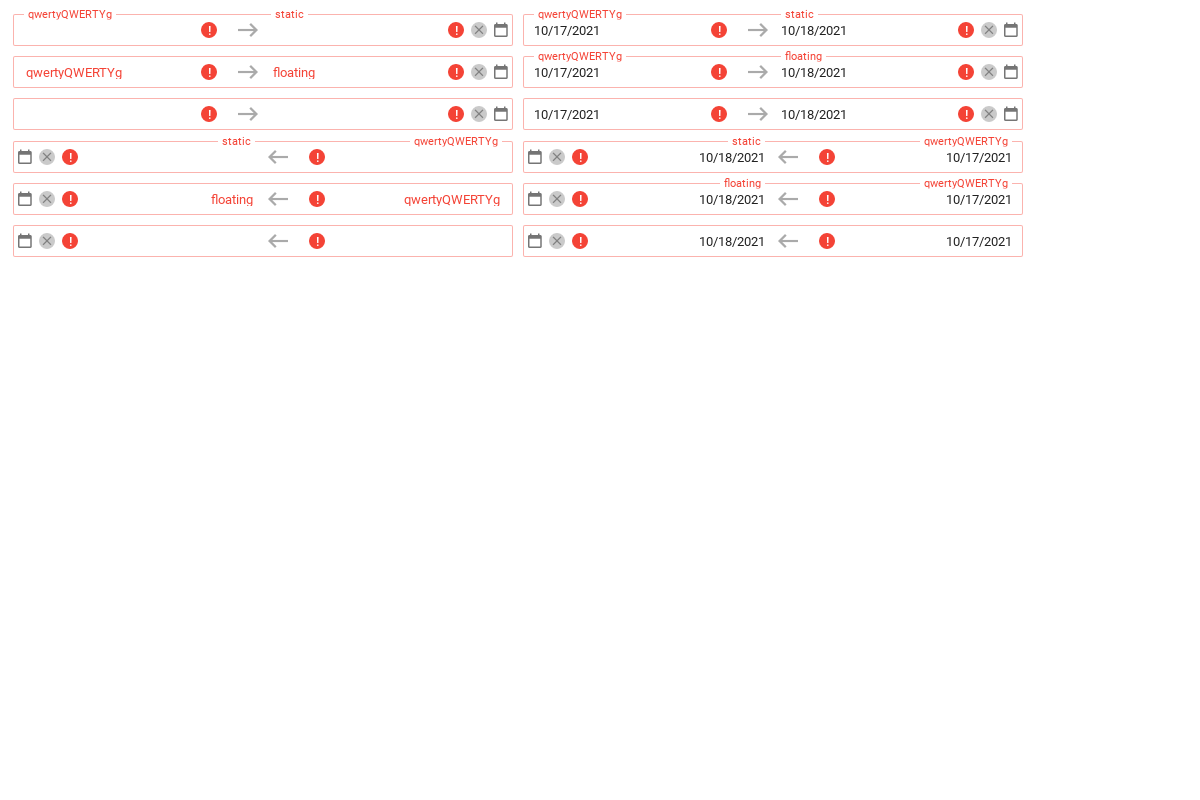 qwertyQWERTYg static qwertyQWERTYg static
10/17/2021 10/18/2021
qwertyQWERTYg floating
qwertyQWERTYg floating 10/17/2021 10/18/2021
10/17/2021 10/18/2021
static qwertyQWERTYg static qwertyQWERTYg
10/18/2021 10/17/2021
floating qwertyQWERTYg
floating qwertyQWERTYg 10/18/2021 10/17/2021
10/18/2021 10/17/2021